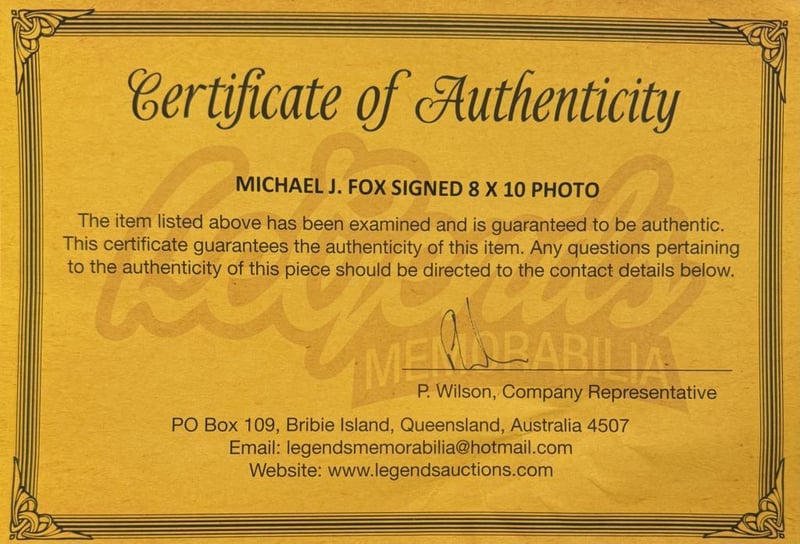 Certificate of Authenticity
MICHAEL J. FOX SIGNED 8 X 10 PHOTO
The item listed above has been examined and is guaranteed to be authentic.
This certificate guarantees the authenticity of this item. Any questions pertaining
to the authenticity of this piece should be directed to the contact details below.
Legends
MEMORABILIA
P. Wilson, Company Representative
PO Box 109, Bribie Island, Queensland, Australia 4507
Email: legendsmemorabilia@hotmail.com
Website: www.legendsauctions.com